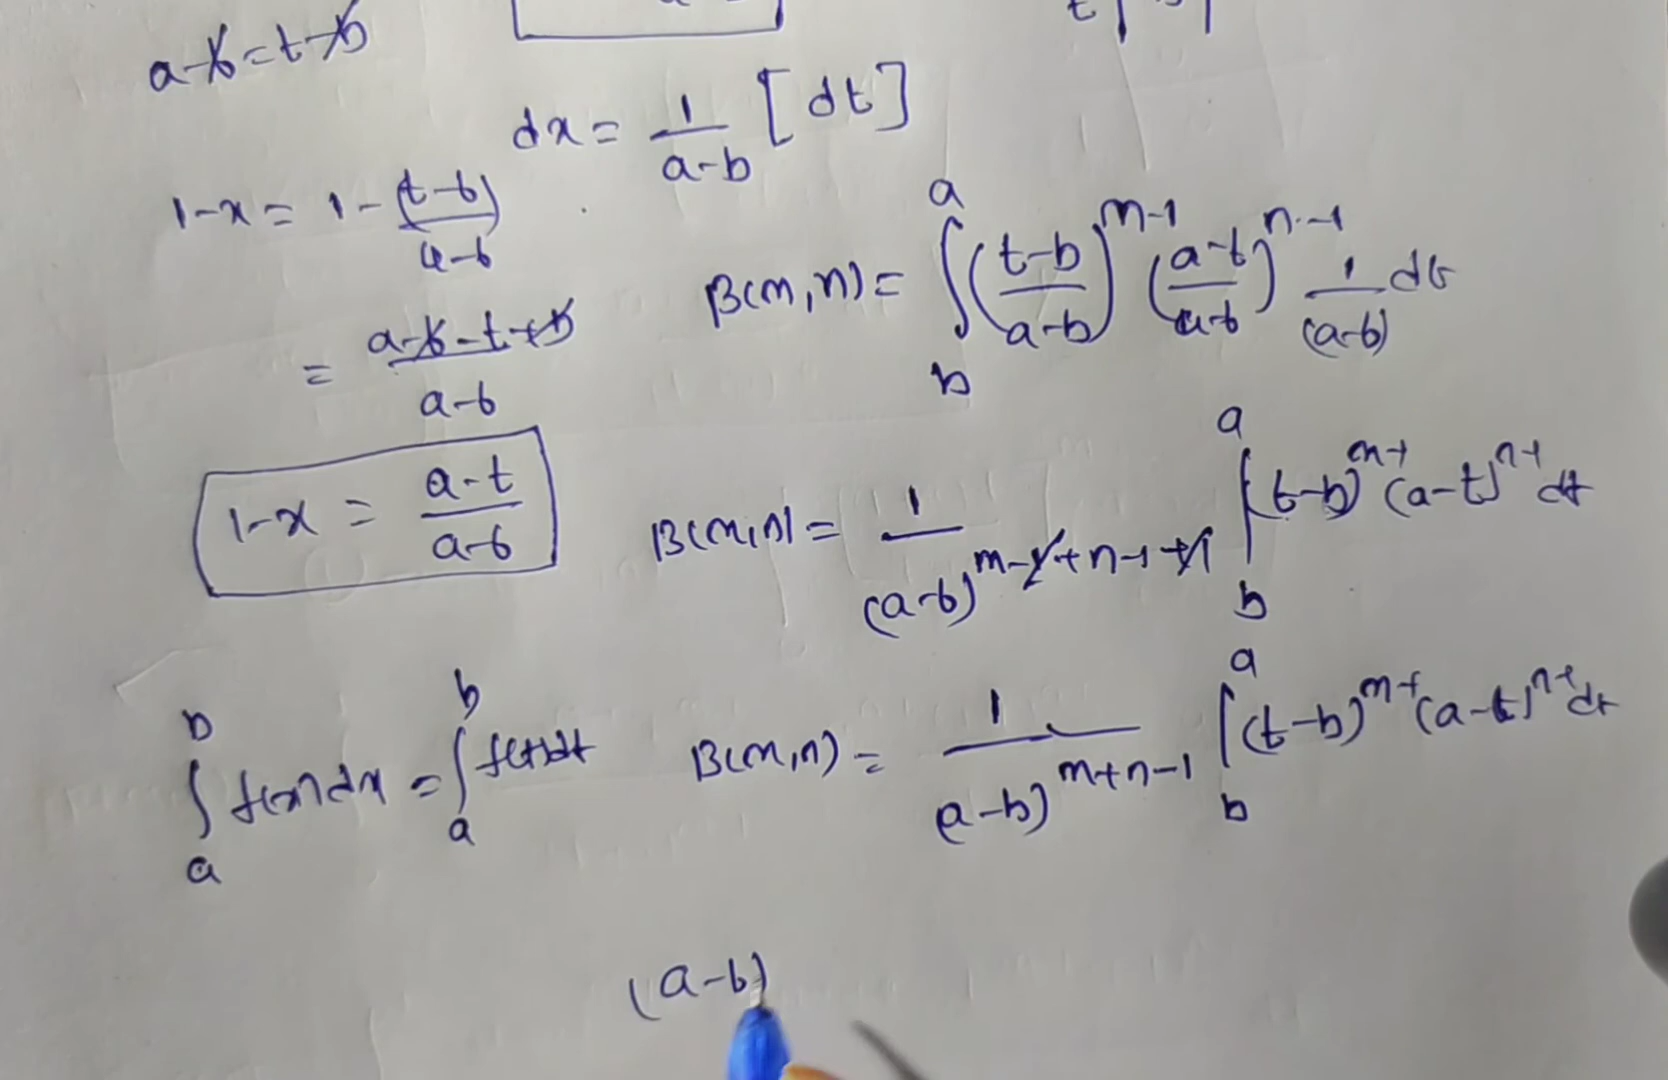 a-b=t-b
dx = 1/(a-b) [dt]
1-x = 1-(t-b)/(a-b)
= (a-b-t+b)/(a-b)
1-x = (a-t)/(a-b)
β(m,n) = ∫_b^a ((t-b)/(a-b))^(m-1) ((a-t)/(a-b))^(n-1) 1/(a-b) dt
β(m,n) = 1/(a-b)^(m-1+n-1+1) ∫_b^a (t-b)^(m-1) (a-t)^(n-1) dt
∫_a^b f(x)dx = ∫_a^b f(t)dt
β(m,n) = 1/(a-b)^(m+n-1) ∫_b^a (t-b)^(m-1) (a-t)^(n-1) dt
(a-b)